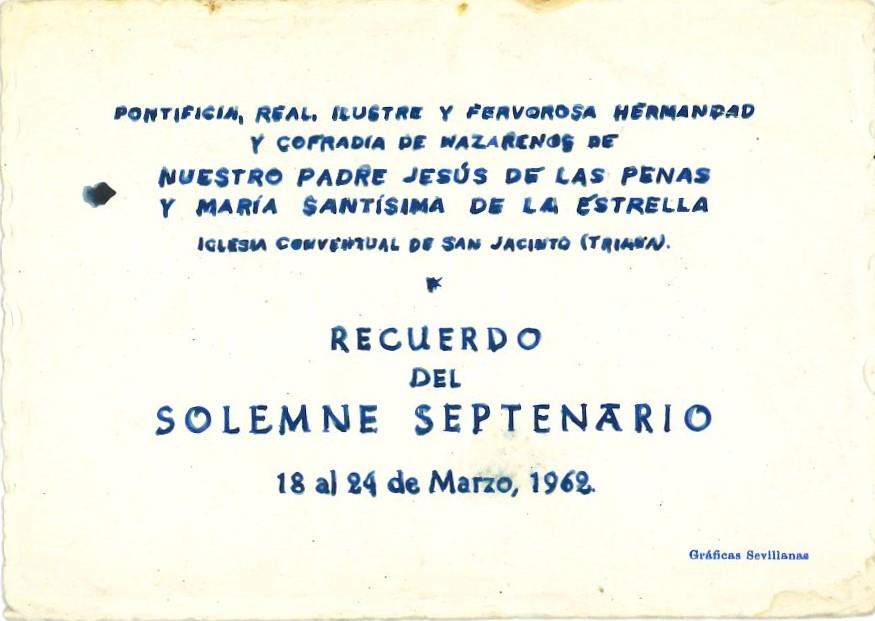 PONTIFICIA, REAL, ILUSTRE Y FERVOROSA HERMANDAD
Y COFRADÍA DE NAZARENOS DE
NUESTRO PADRE JESÚS DE LAS PENAS
Y MARÍA SANTÍSIMA DE LA ESTRELLA
IGLESIA CONVENTUAL DE SAN JACINTO (TRIANA).
RECUERDO
DEL
SOLEMNE SEPTENARIO
18 al 24 de Marzo, 1962.
Gráficas Sevillanas